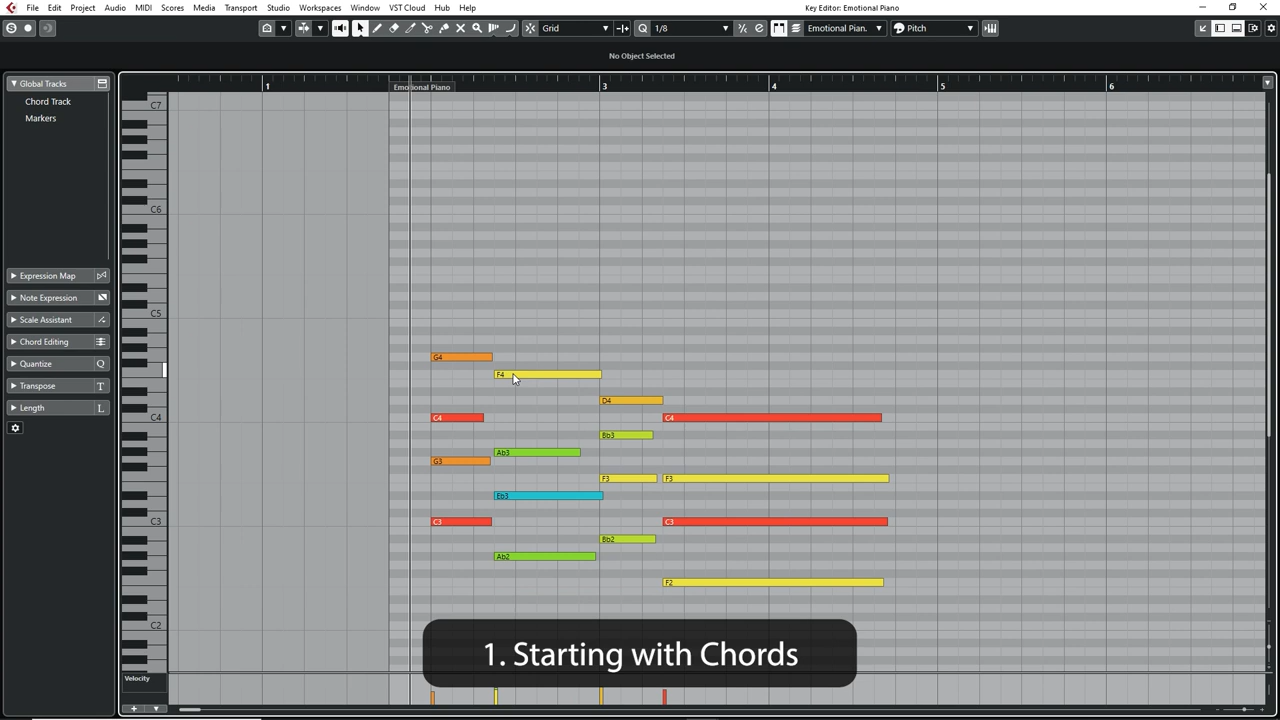 File Edit Project Audio MIDI Scores Media Transport Studio Workspaces Window VST Cloud Hub Help Key Editor: Emotional Piano
Grid 1/8 Emotional Pian. Pitch
No Object Selected
Global Tracks
Chord Track
Markers
Expression Map
Note Expression
Scale Assistant
Chord Editing
Quantize Q
Transpose T
Length L
1 3 4 5 6
Emotional Piano
C7
C6
C5
G4
F4
D4
C4 C4 C4
Bb3
Ab3
G3
F3 F3
Eb3
C3 C3 C3
Bb2
Ab2
F2
C2
1. Starting with Chords
Velocity